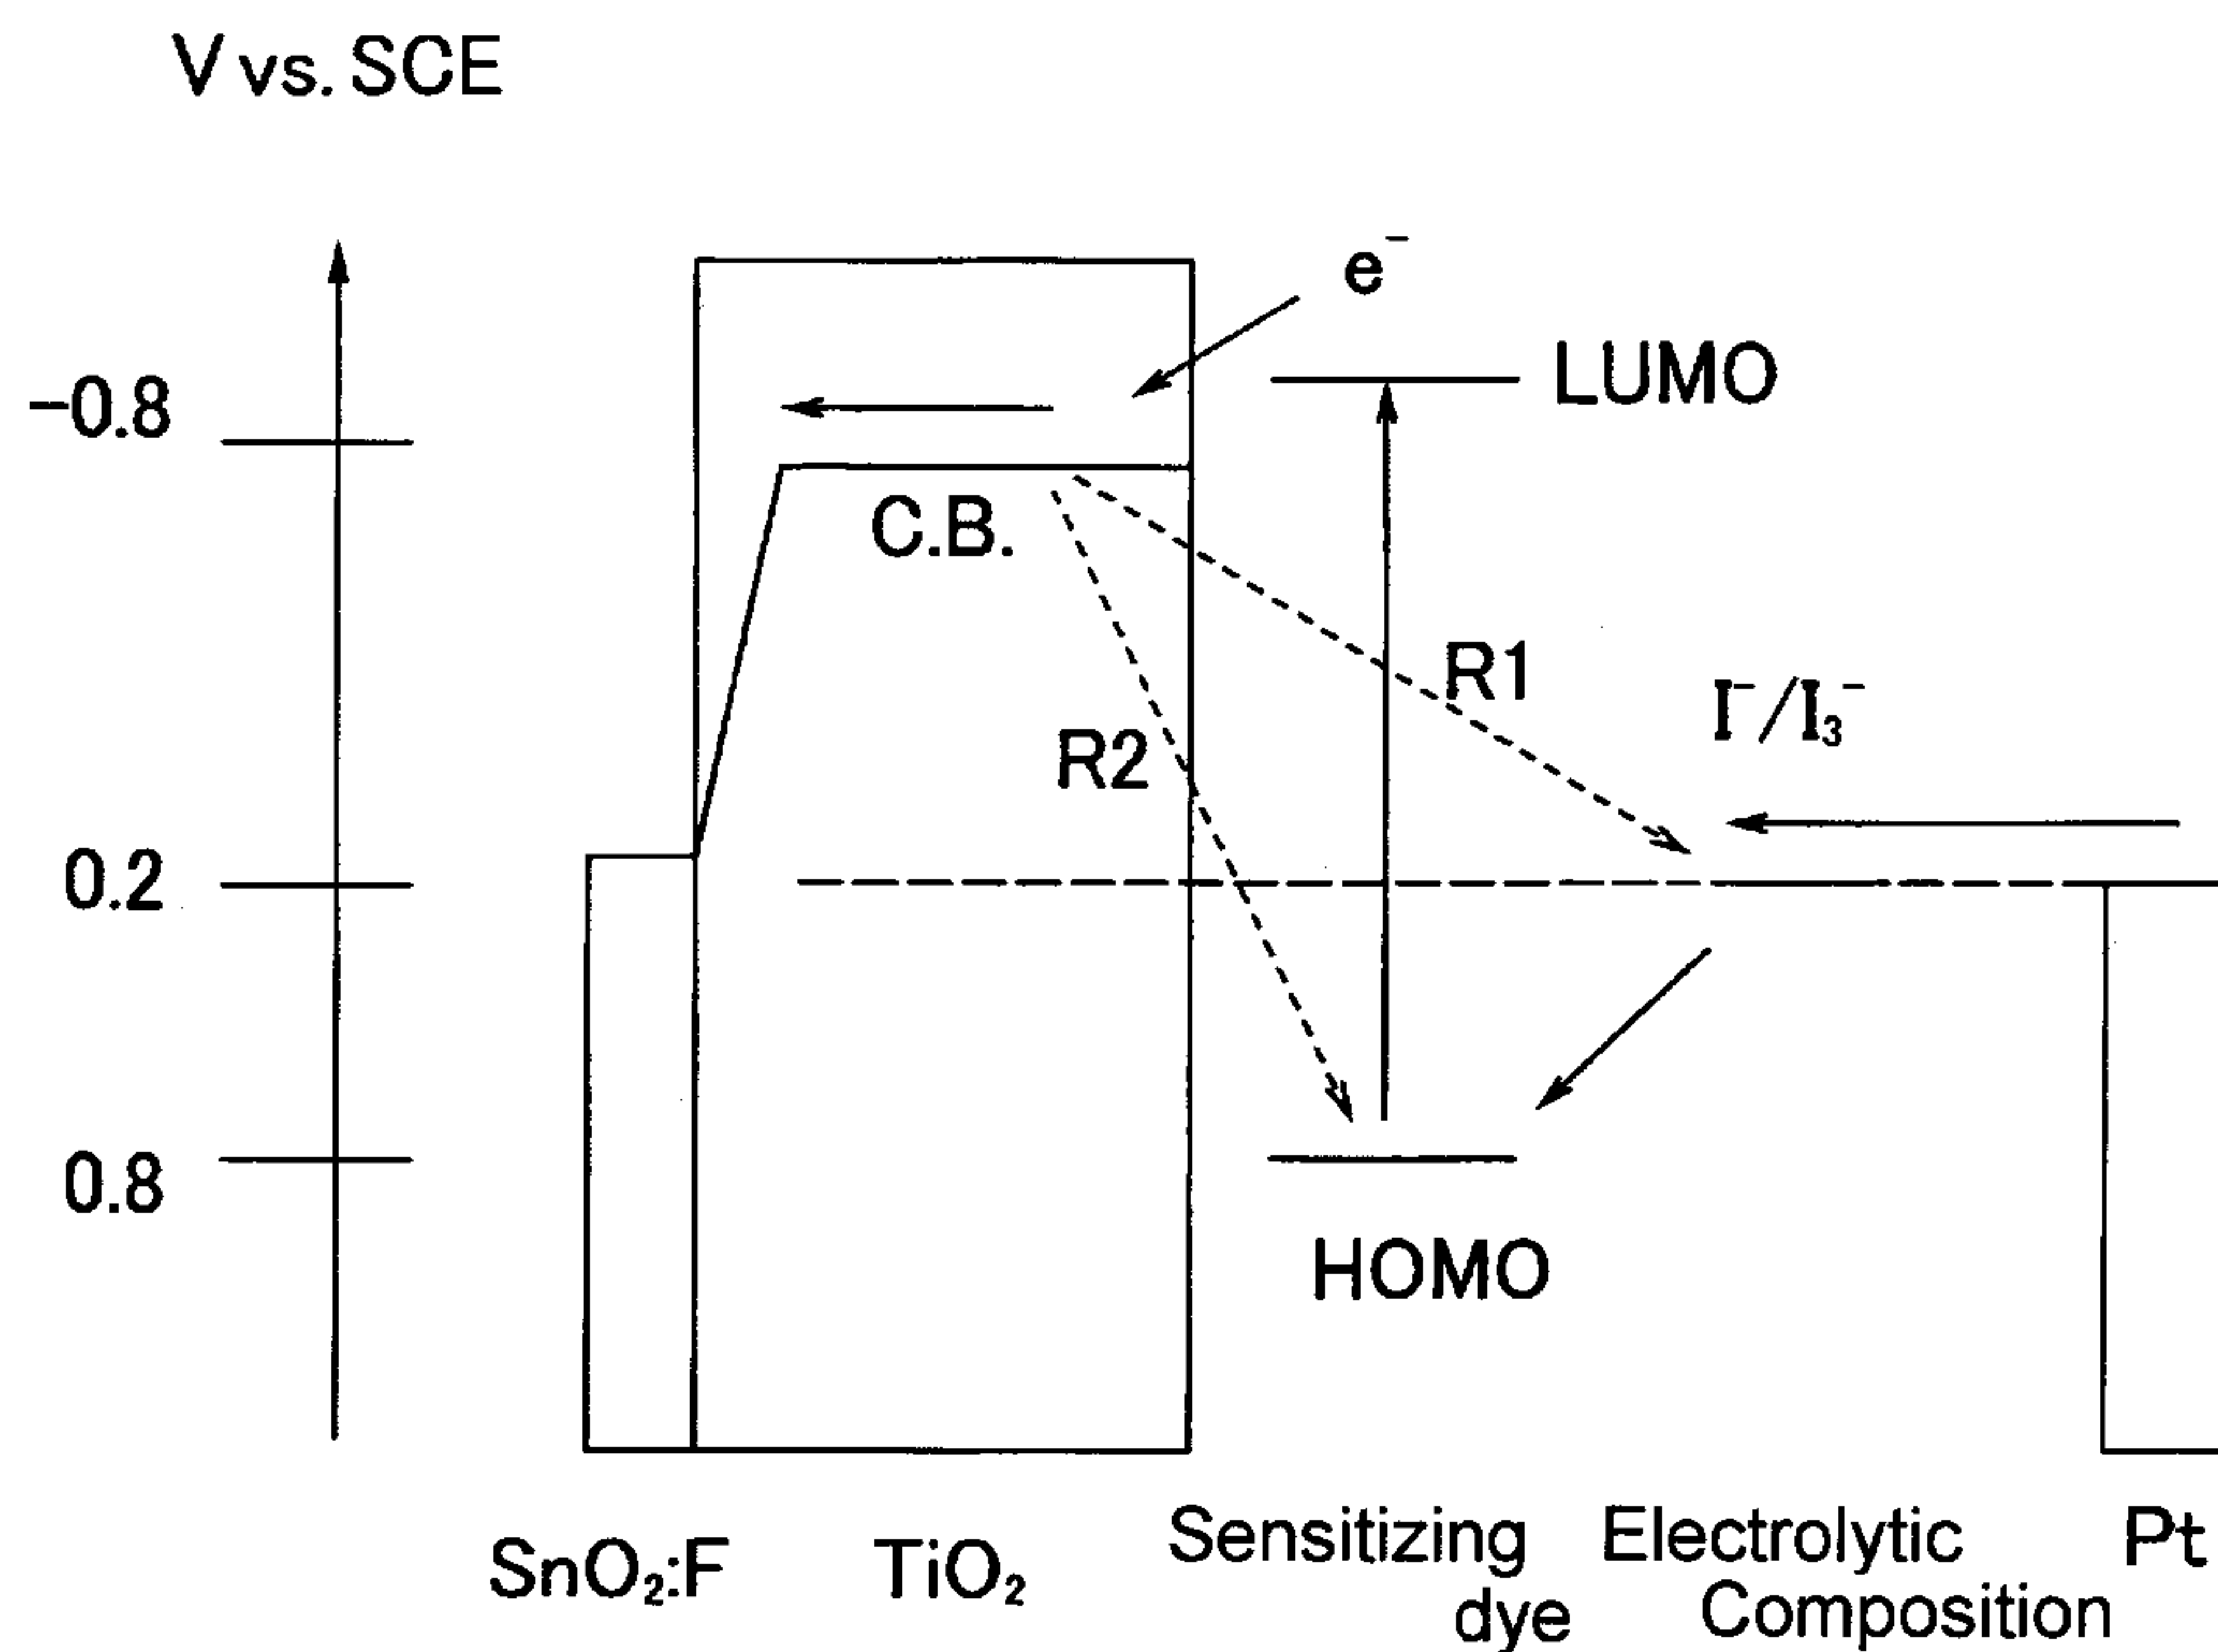 V vs. SCE
e⁻
−0.8
LUMO
C.B.
R1
I⁻/I₃⁻
R2
0.2
0.8
HOMO
SnO₂:F
TiO₂
Sensitizing
dye
Electrolytic
Composition
Pt